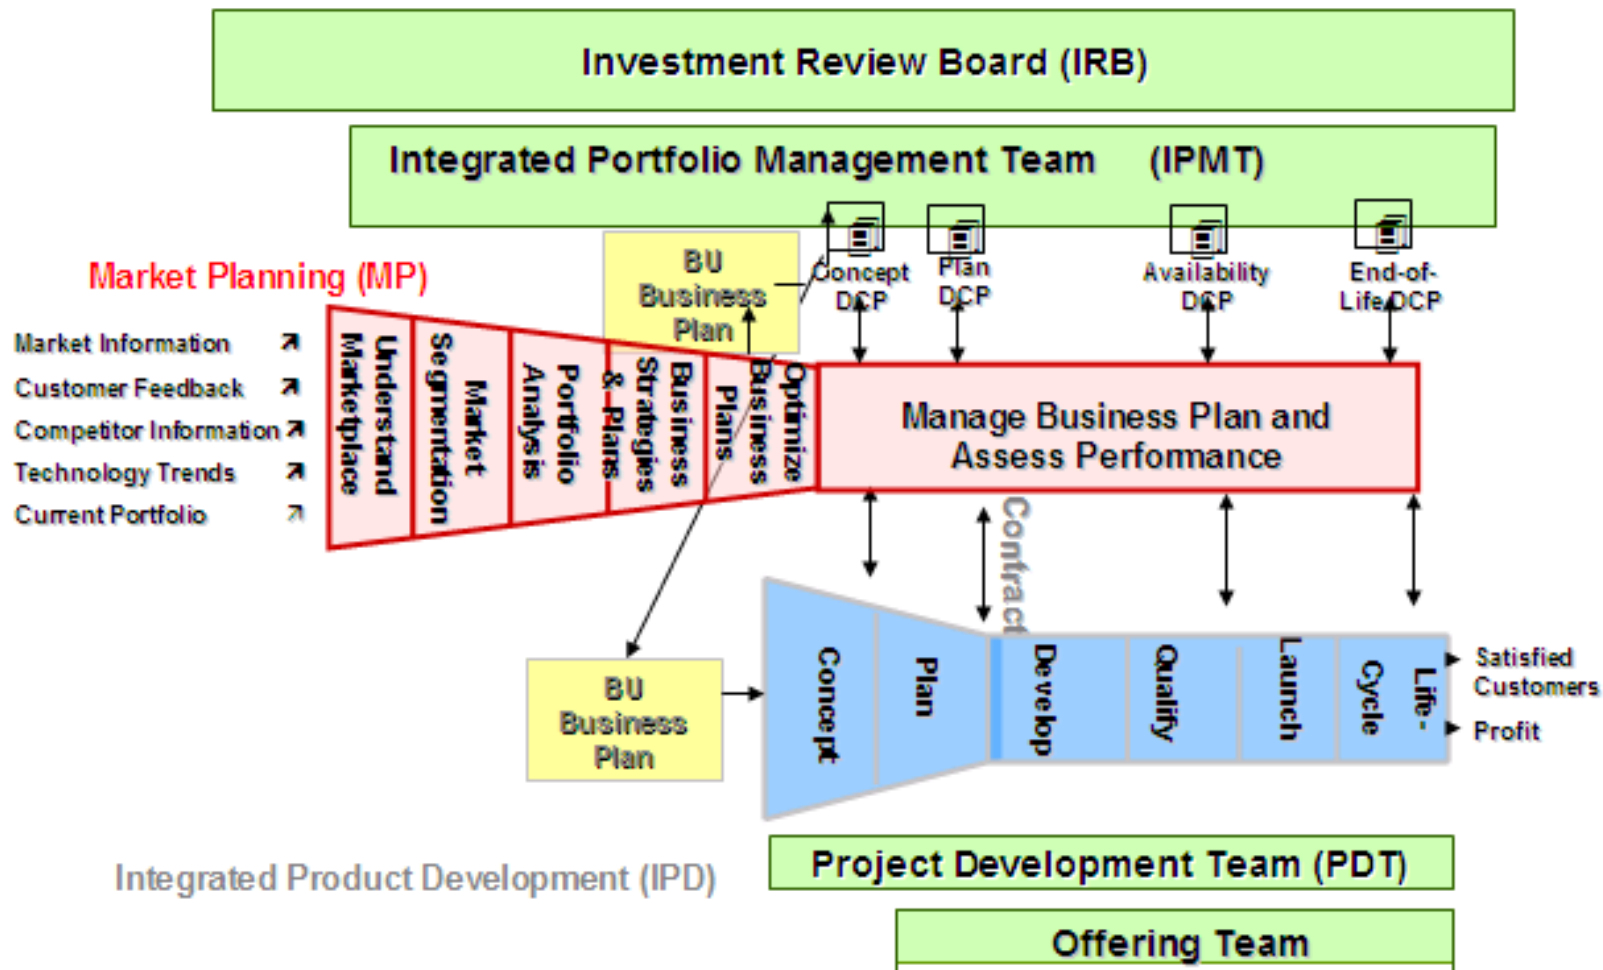 Investment Review Board (IRB)
Integrated Portfolio Management Team (IPMT)
BU
Business
Plan
Concept
DCP
Plan
DCP
Availability
DCP
End-of-
Life DCP
Market Planning (MP)
Market Information
Customer Feedback
Competitor Information
Technology Trends
Current Portfolio
Understand
Marketplace
Market
Segmentation
Portfolio
Analysis
Business
Strategies
& Plans
Optimize
Business
Plans
Manage Business Plan and
Assess Performance
Contract
BU
Business
Plan
Concept
Plan
Develop
Qualify
Launch
Life-
Cycle
Satisfied
Customers
Profit
Integrated Product Development (IPD)
Project Development Team (PDT)
Offering Team